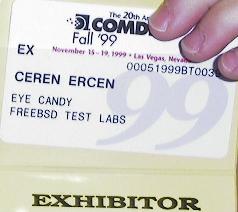 The 20th
COMD
Fall '99
November 15 - 19, 1999 • Las Vegas, Nevada
EX
00051999BT003
CEREN ERCEN
EYE CANDY
FREEBSD TEST LABS
99
EXHIBITOR